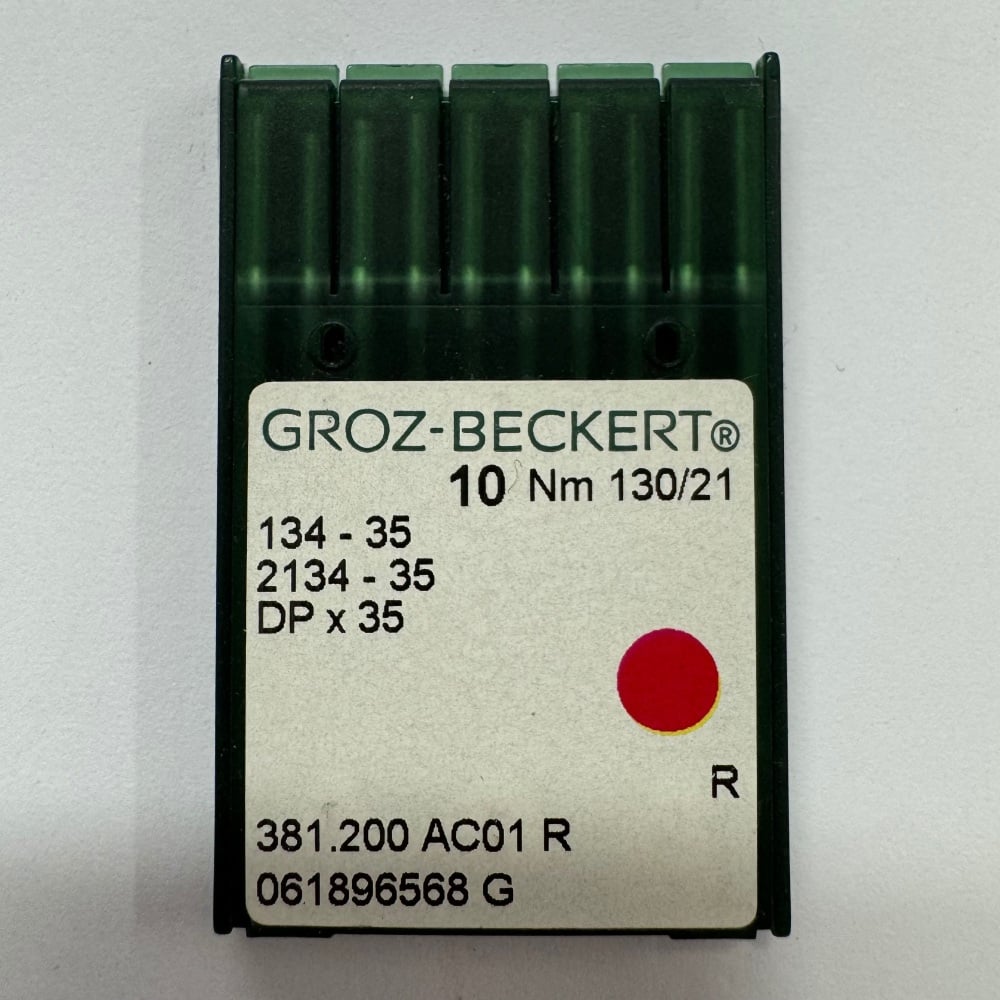 GROZ-BECKERT®
10 Nm 130/21
134 - 35
2134 - 35
DP x 35
R
381.200 AC01 R
061896568 G